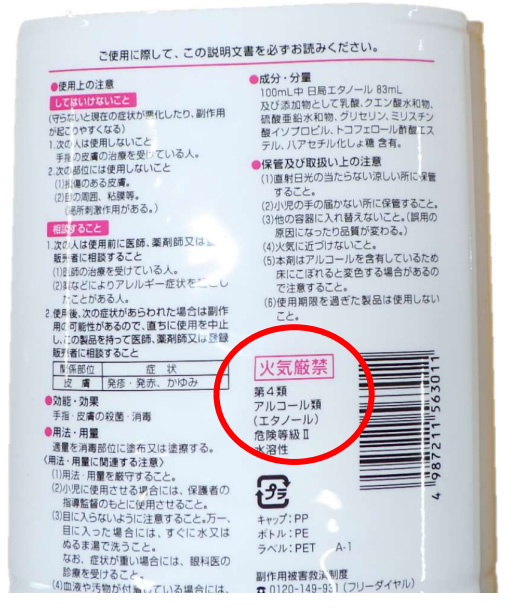 ご使用に際して、この説明文書を必ずお読みください。
●使用上の注意
してはいけないこと
(守らないと現在の症状が悪化したり、副作用
が起こりやすくなる)
1.次の人は使用しないこと
手指の皮膚の治療を受けている人。
2.次の部位には使用しないこと
(1)損傷のある皮膚。
(2)目の周囲、粘膜等。
(局所刺激作用がある。)
相談すること
1.次の人は使用前に医師、薬剤師又は
販売者に相談すること
(1)医師の治療を受けている人。
(2)薬などによりアレルギー症状を起こし
たことがある人。
2.使用後、次の症状があらわれた場合は副作
用の可能性があるので、直ちに使用を中止
し、この製品を持って医師、薬剤師又は登録
販売者に相談すること
関係部位 症状
皮膚 発疹・発赤、かゆみ
●効能・効果
手指・皮膚の殺菌・消毒
●用法・用量
適量を消毒部位に塗布又は塗擦する。
〈用法・用量に関連する注意〉
(1)用法・用量を厳守すること。
(2)小児に使用させる場合には、保護者の
指導監督のもとに使用させること。
(3)目に入らないように注意すること。万一、
目に入った場合には、すぐに水又は
ぬるま湯で洗うこと。
なお、症状が重い場合には、眼科医の
診療を受けること。
(4)血液や汚物が付着している場合には、
●成分・分量
100mL中 日局エタノール 83mL
及び添加物として乳酸、クエン酸水和物、
硫酸亜鉛水和物、グリセリン、ミリスチン
酸イソプロピル、トコフェロール酢酸エス
テル、ハアセチル化しょ糖 含有。
●保管及び取扱い上の注意
(1)直射日光の当たらない涼しい所に保管
すること。
(2)小児の手の届かない所に保管すること。
(3)他の容器に入れ替えないこと。(誤用の
原因になったり品質が変わる。)
(4)火気に近づけないこと。
(5)本剤はアルコールを含有しているため
床にこぼれると変色する場合があるの
で注意すること。
(6)使用期限を過ぎた製品は使用しない
こと。
火気厳禁
第4類
アルコール類
(エタノール)
危険等級Ⅱ
水溶性
プラ
キャップ:PP
ボトル:PE
ラベル:PET A-1
4 987211 563011
副作用被害救済制度
☎0120-149-931(フリーダイヤル)